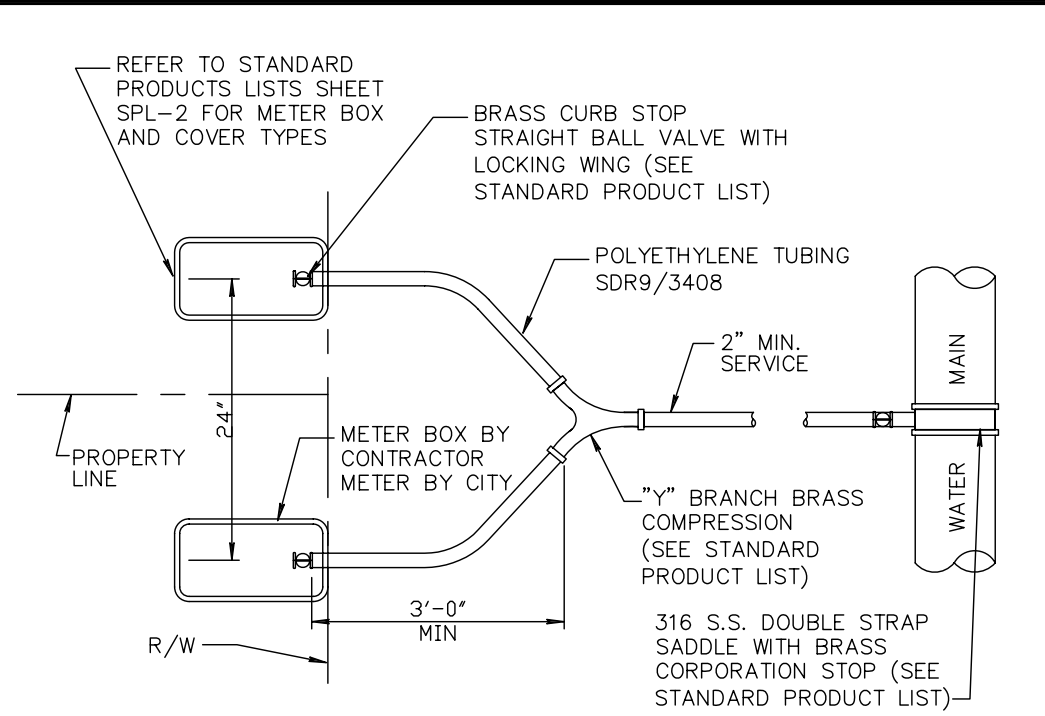 REFER TO STANDARD
PRODUCTS LISTS SHEET
SPL-2 FOR METER BOX
AND COVER TYPES
BRASS CURB STOP
STRAIGHT BALL VALVE WITH
LOCKING WING (SEE
STANDARD PRODUCT LIST)
POLYETHYLENE TUBING
SDR9/3408
2" MIN.
SERVICE
MAIN
WATER
24"
PROPERTY
LINE
METER BOX BY
CONTRACTOR
METER BY CITY
"Y" BRANCH BRASS
COMPRESSION
(SEE STANDARD
PRODUCT LIST)
3'-0"
MIN
R/W
316 S.S. DOUBLE STRAP
SADDLE WITH BRASS
CORPORATION STOP (SEE
STANDARD PRODUCT LIST)